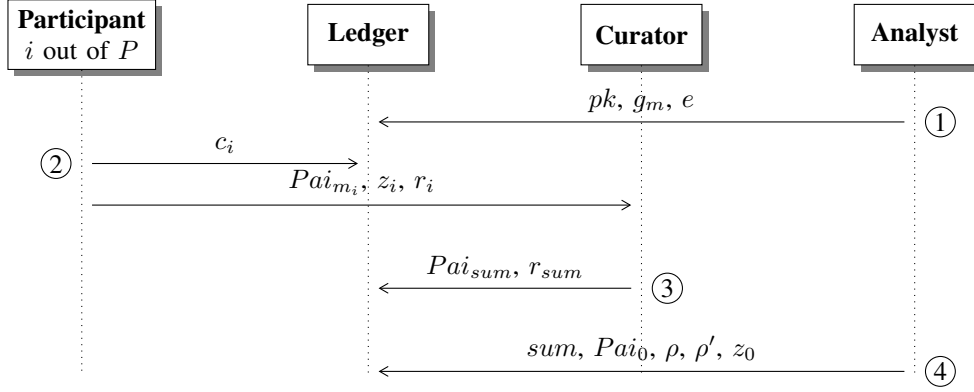 Participant
i out of P
Ledger
Curator
Analyst
pk, g_m, e
①
②
c_i
Pai_{m_i}, z_i, r_i
Pai_{sum}, r_{sum}
③
sum, Pai_0, ρ, ρ′, z_0
④